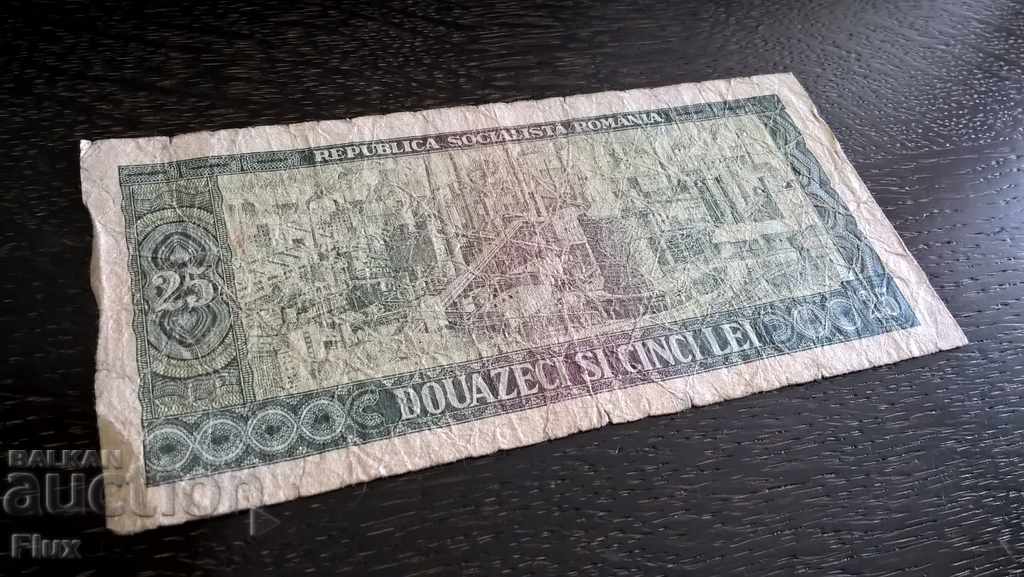 REPUBLICA SOCIALISTA ROMANIA
25
DOUAZECI SI CINCI LEI
25
BALKAN
auction
Flux